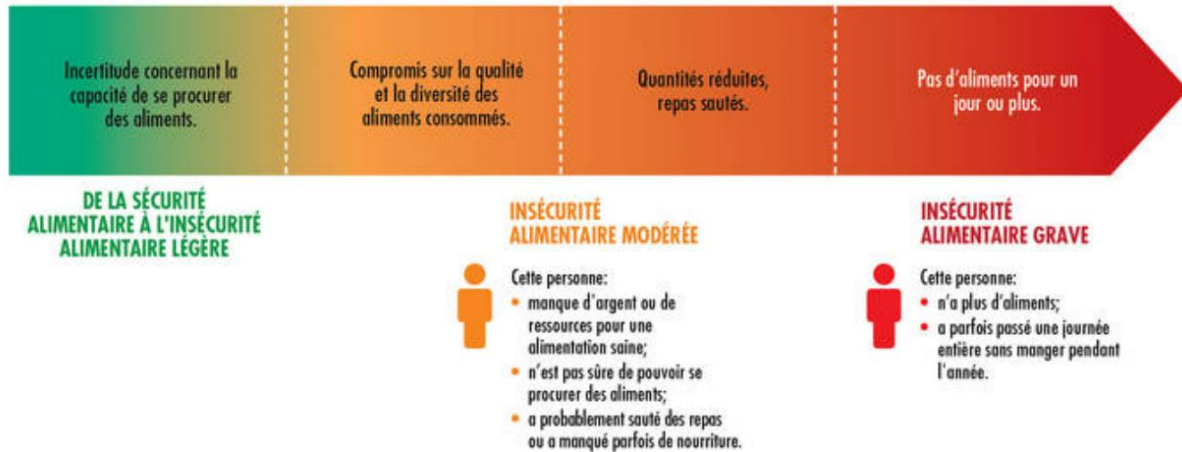 Incertitude concernant la
capacité de se procurer
des aliments.
Compromis sur la qualité
et la diversité des
aliments consommés.
Quantités réduites,
repas sautés.
Pas d'aliments pour un
jour ou plus.
DE LA SÉCURITÉ
ALIMENTAIRE À L'INSÉCURITÉ
ALIMENTAIRE LÉGÈRE
INSÉCURITÉ
ALIMENTAIRE MODÉRÉE
Cette personne:
• manque d'argent ou de
ressources pour une
alimentation saine;
• n'est pas sûre de pouvoir se
procurer des aliments;
• a probablement sauté des repas
ou a manqué parfois de nourriture.
INSÉCURITÉ
ALIMENTAIRE GRAVE
Cette personne:
• n'a plus d'aliments;
• a parfois passé une journée
entière sans manger pendant
l'année.